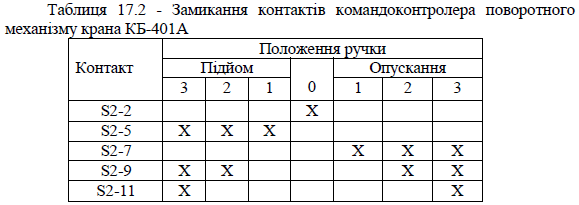 Таблиця 17.2 - Замикання контактів командоконтролера поворотного
механізму крана КБ-401А
Контакт Положення ручки
Підйом 0 Опускання
3 2 1 1 2 3
S2-2 X
S2-5 X X X
S2-7 X X X
S2-9 X X X X
S2-11 X X